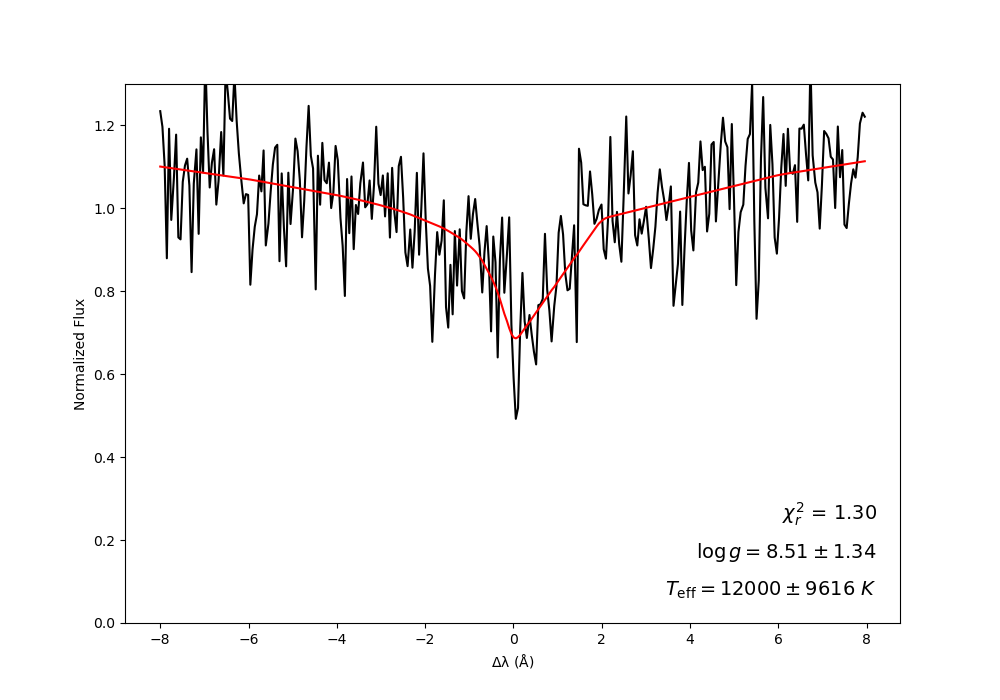 1.2
1.0
0.8
0.6
0.4
0.2
0.0
Normalized Flux
χ²ᵣ = 1.30
log g = 8.51 ± 1.34
T_eff = 12000 ± 9616 K
−8 −6 −4 −2 0 2 4 6 8
Δλ (Å)